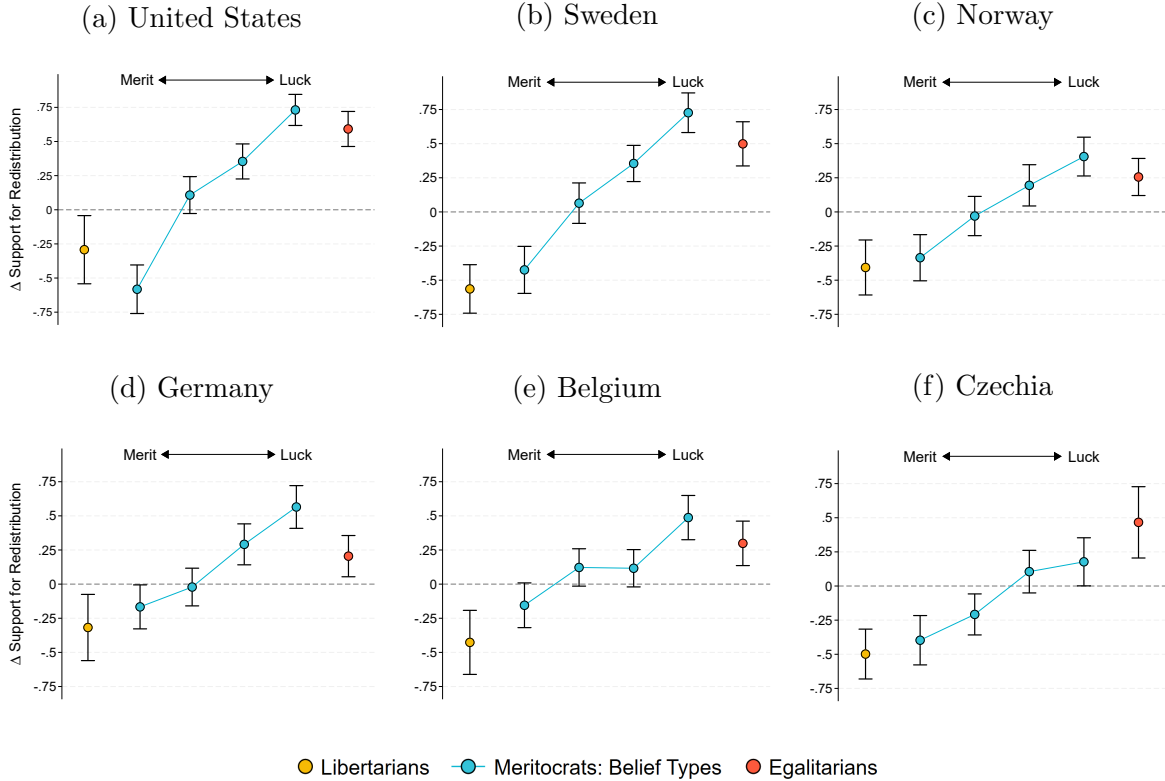 (a) United States
(b) Sweden
(c) Norway
Merit Luck
Merit Luck
Merit Luck
Δ Support for Redistribution
.75
.5
.25
0
-.25
-.5
-.75
.75
.5
.25
0
-.25
-.5
-.75
.75
.5
.25
0
-.25
-.5
-.75
(d) Germany
(e) Belgium
(f) Czechia
Merit Luck
Merit Luck
Merit Luck
Δ Support for Redistribution
.75
.5
.25
0
-.25
-.5
-.75
.75
.5
.25
0
-.25
-.5
-.75
.75
.5
.25
0
-.25
-.5
-.75
Libertarians Meritocrats: Belief Types Egalitarians